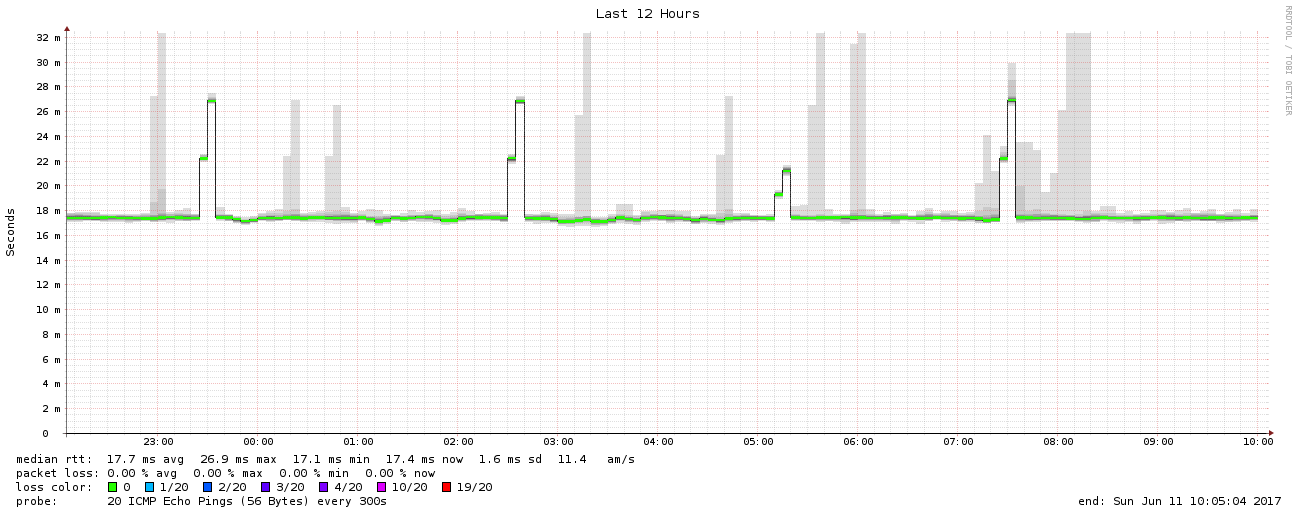 Last 12 Hours
RRDTOOL / TOBI OETIKER
Seconds
32 m
30 m
28 m
26 m
24 m
22 m
20 m
18 m
16 m
14 m
12 m
10 m
8 m
6 m
4 m
2 m
0
23:00 00:00 01:00 02:00 03:00 04:00 05:00 06:00 07:00 08:00 09:00 10:00
median rtt: 17.7 ms avg 26.9 ms max 17.1 ms min 17.4 ms now 1.6 ms sd 11.4 am/s
packet loss: 0.00 % avg 0.00 % max 0.00 % min 0.00 % now
loss color: 0 1/20 2/20 3/20 4/20 10/20 19/20
probe: 20 ICMP Echo Pings (56 Bytes) every 300s end: Sun Jun 11 10:05:04 2017